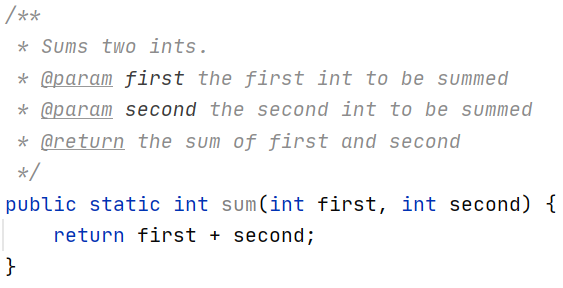 /**
 * Sums two ints.
 * @param first the first int to be summed
 * @param second the second int to be summed
 * @return the sum of first and second
 */
public static int sum(int first, int second) {
    return first + second;
}